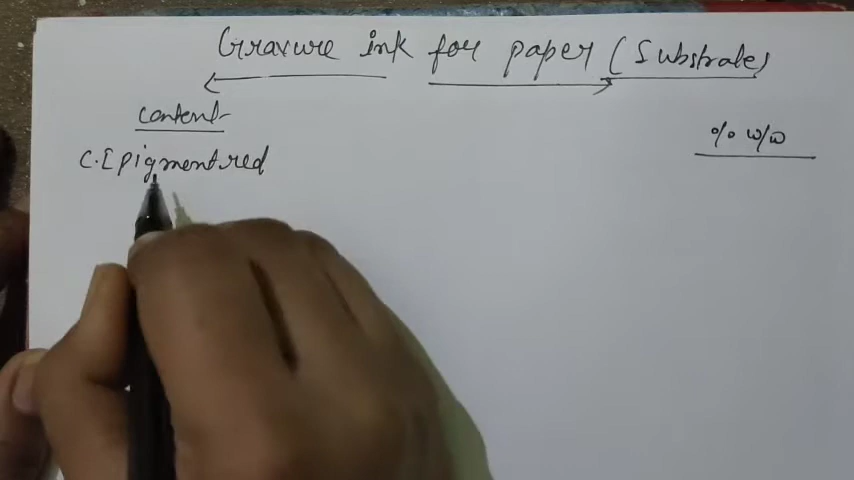 Gravure ink for paper (Substrate)
Content-
% w/w
C.I pigment red